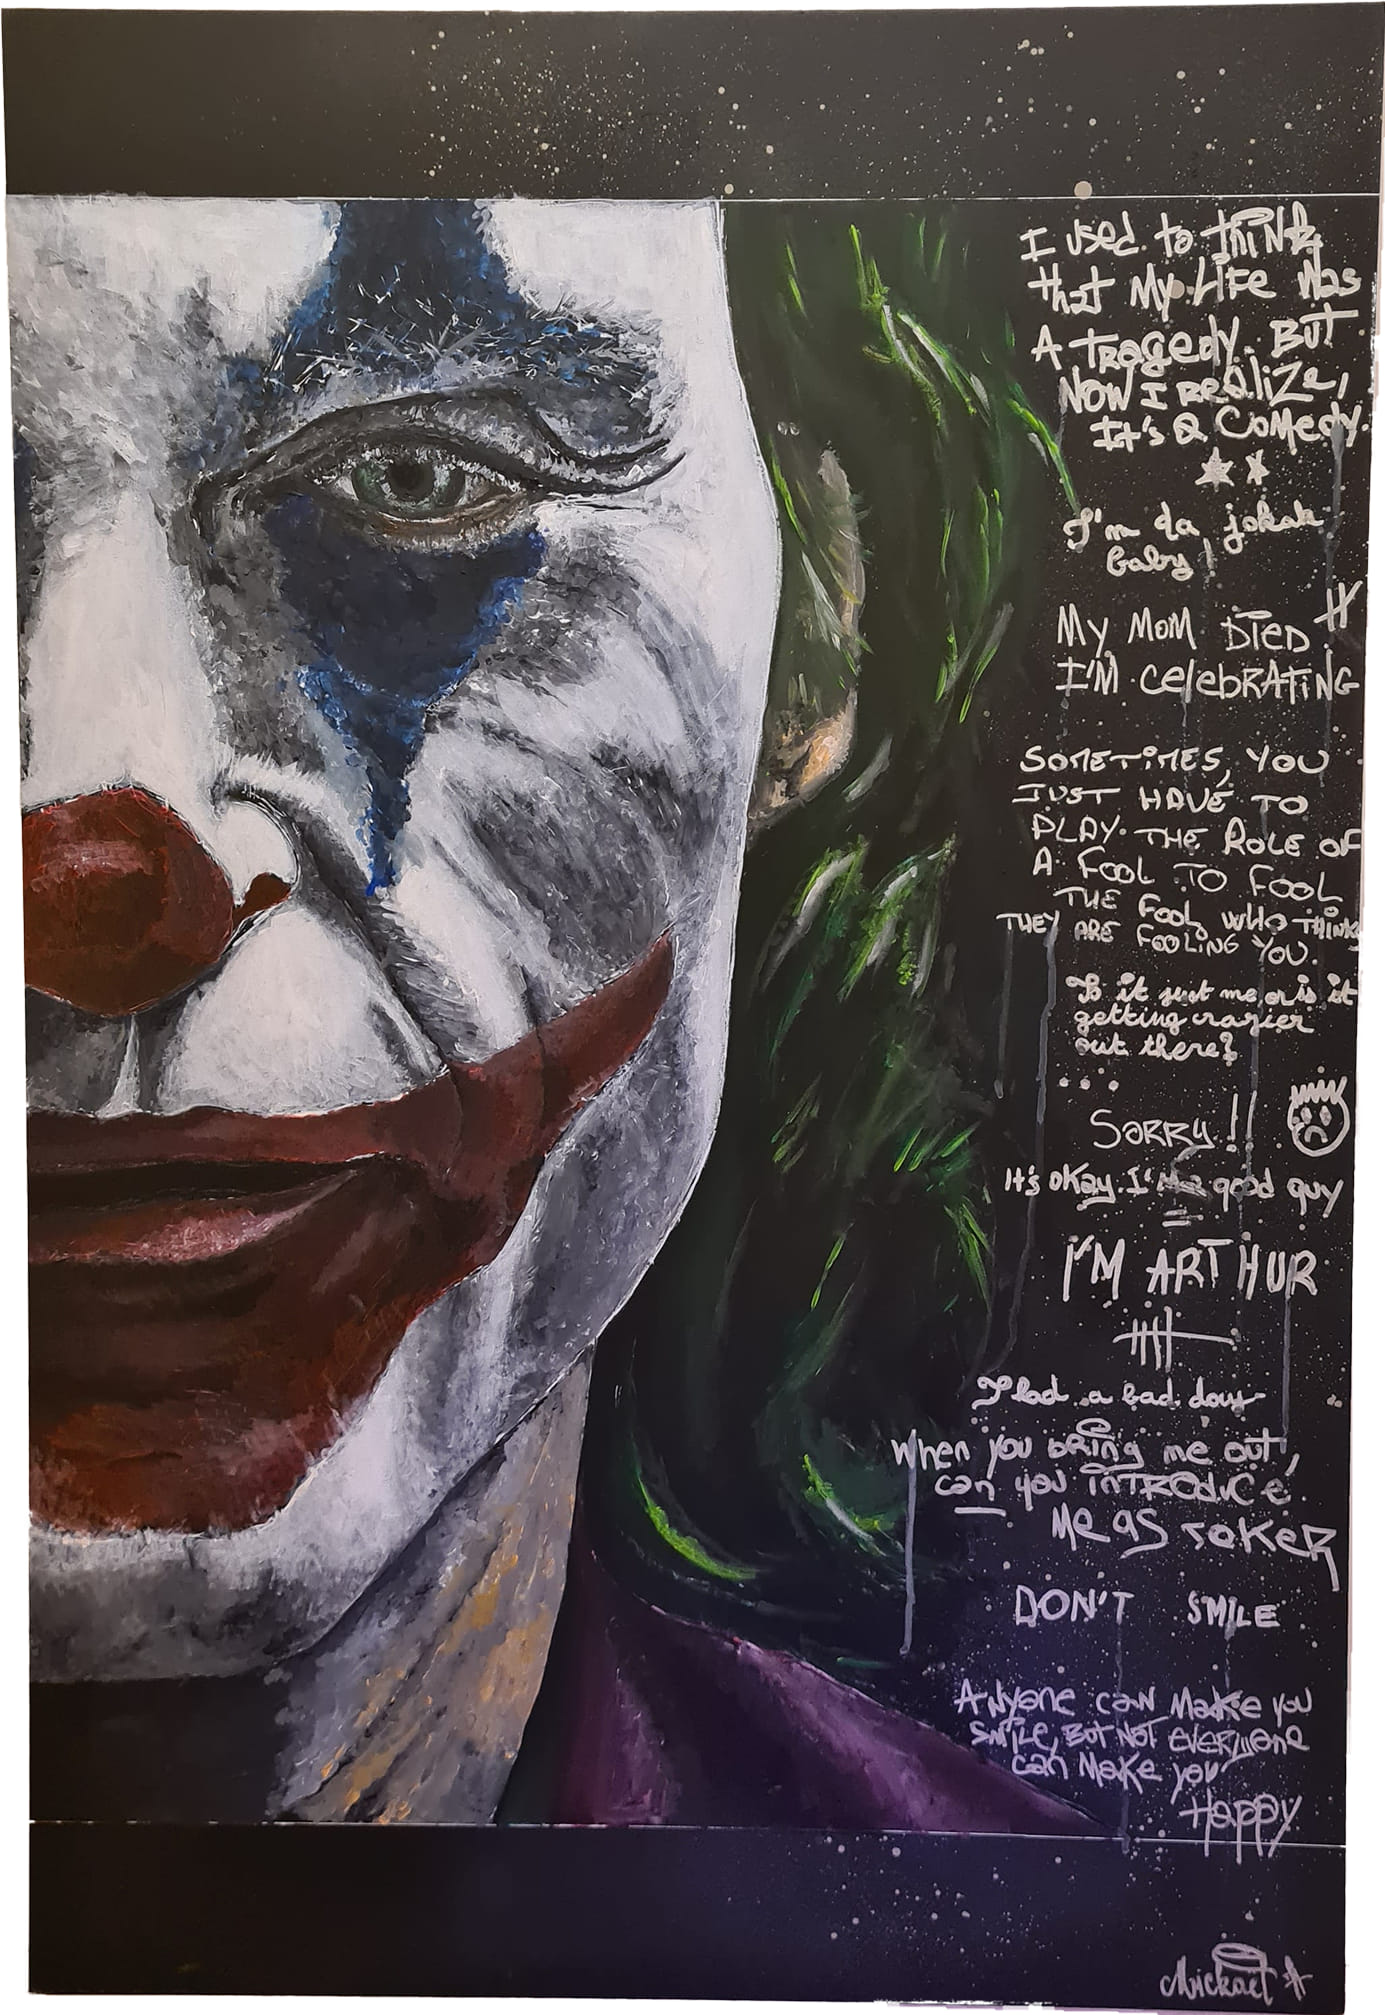 I used to think
that My Life was
A tragedy. But
NOW I Realize,
It's a Comedy.
I'm da jokah
baby!
My MOM DiED
I'M CelebRATiNG
SOMETiMES, YOU
JUST HAVE TO
PLAY THE ROLE OF
A FOOL TO FOOL
THE FOOL WHO THINK
THEY ARE FOOLING YOU.
Is it just me or is it
getting crazier
out there?
...
SORRY!!
It's okay. I'm a good guy
I'M ARTHUR
I had a bad day
When you bring me out,
can you iNTRODUCE
Me as JOKER
DON'T SMILE
Anyone can Make you
SMILE, BUT NOT EVERYONE
can Make you
Happy
Mickaël A